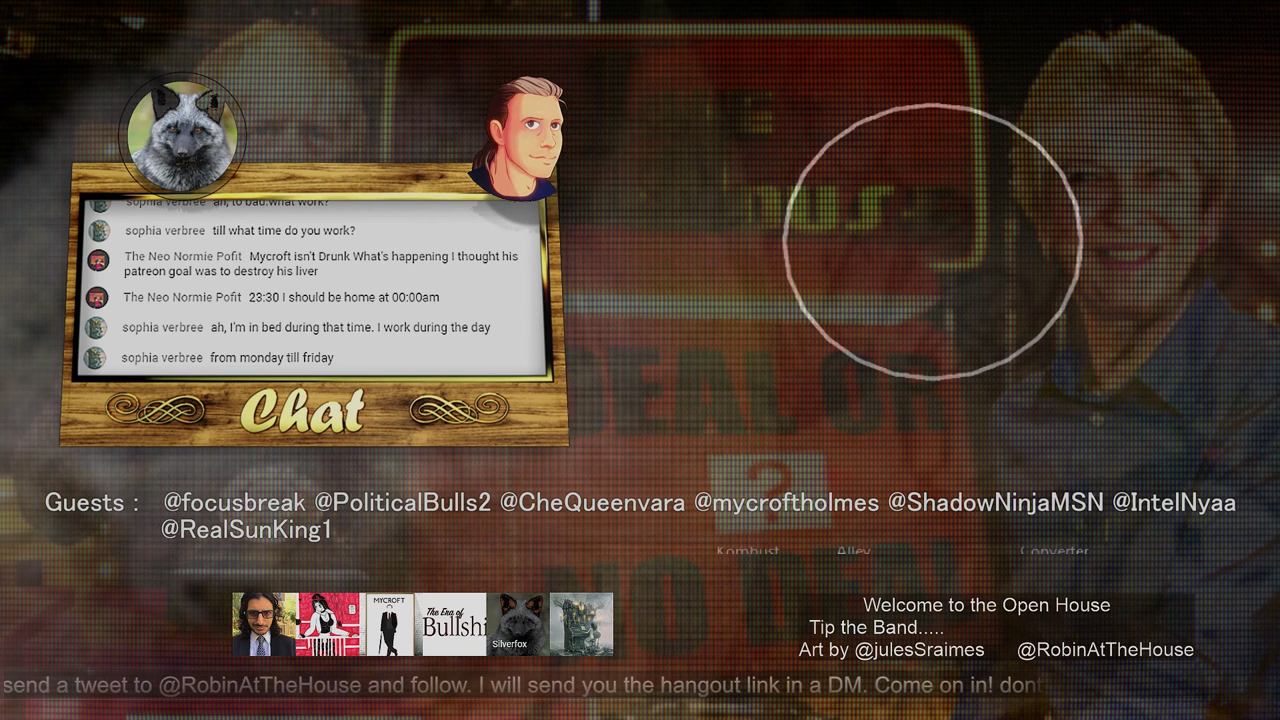 sophia verbree ah, to bad.what work?
sophia verbree till what time do you work?
The Neo Normie Pofit Mycroft isn't Drunk What's happening I thought his
patreon goal was to destroy his liver
The Neo Normie Pofit 23:30 I should be home at 00:00am
sophia verbree ah, I'm in bed during that time. I work during the day
sophia verbree from monday till friday
Chat
DEAL OR
?
NO DEAL
Guests : @focusbreak @PoliticalBulls2 @CheQueenvara @mycroftholmes @ShadowNinjaMSN @IntelNyaa
@RealSunKing1
Kombust Alley Converter
MYCROFT
The Era of
Bullshi
Silverfox
Welcome to the Open House
Tip the Band.....
Art by @julesSraimes @RobinAtTheHouse
send a tweet to @RobinAtTheHouse and follow. I will send you the hangout link in a DM. Come on in! dont